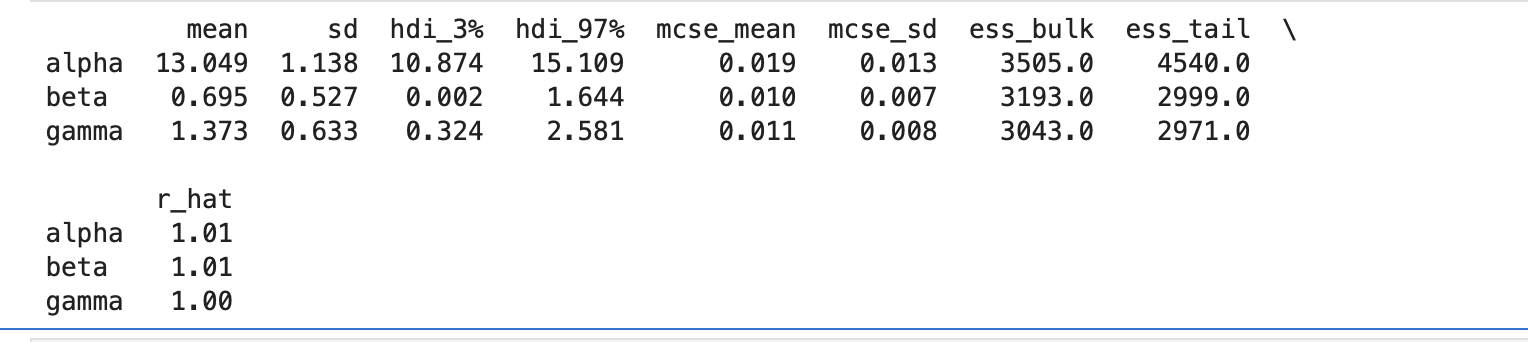 mean     sd  hdi_3%  hdi_97%  mcse_mean  mcse_sd  ess_bulk  ess_tail  \
alpha  13.049  1.138  10.874   15.109      0.019    0.013    3505.0    4540.0
beta    0.695  0.527   0.002    1.644      0.010    0.007    3193.0    2999.0
gamma   1.373  0.633   0.324    2.581      0.011    0.008    3043.0    2971.0
       r_hat
alpha   1.01
beta    1.01
gamma   1.00